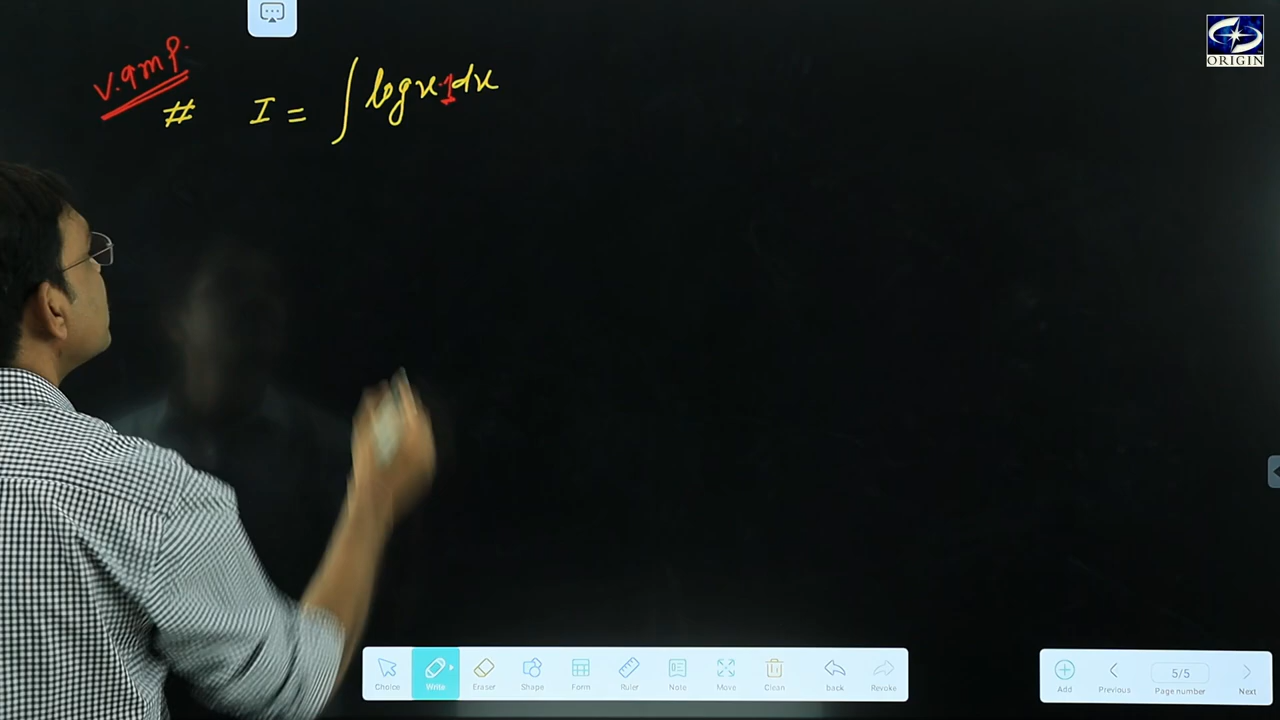 ORIGIN
V. Imp.
# I = ∫ log x . 1 dx
Choice Write Eraser Shape Form Ruler Note Move Clean back Revoke
Add Previous 5/5 Page number Next